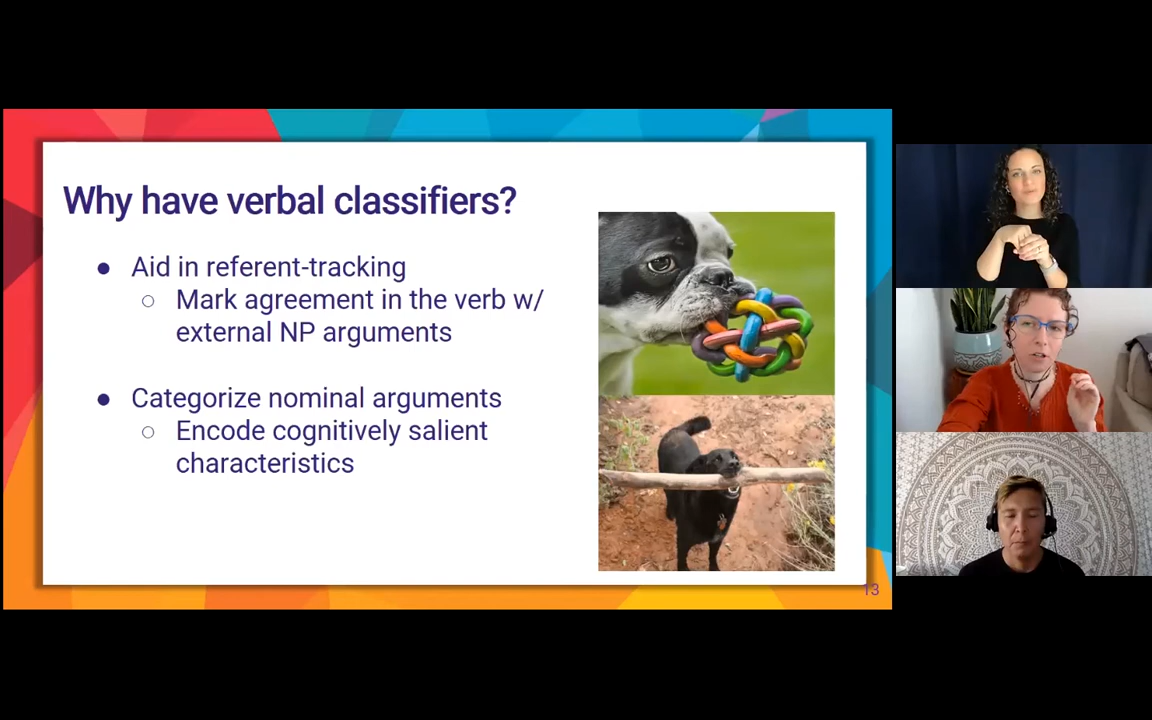 Why have verbal classifiers?
● Aid in referent-tracking
○ Mark agreement in the verb w/
external NP arguments
● Categorize nominal arguments
○ Encode cognitively salient
characteristics
13